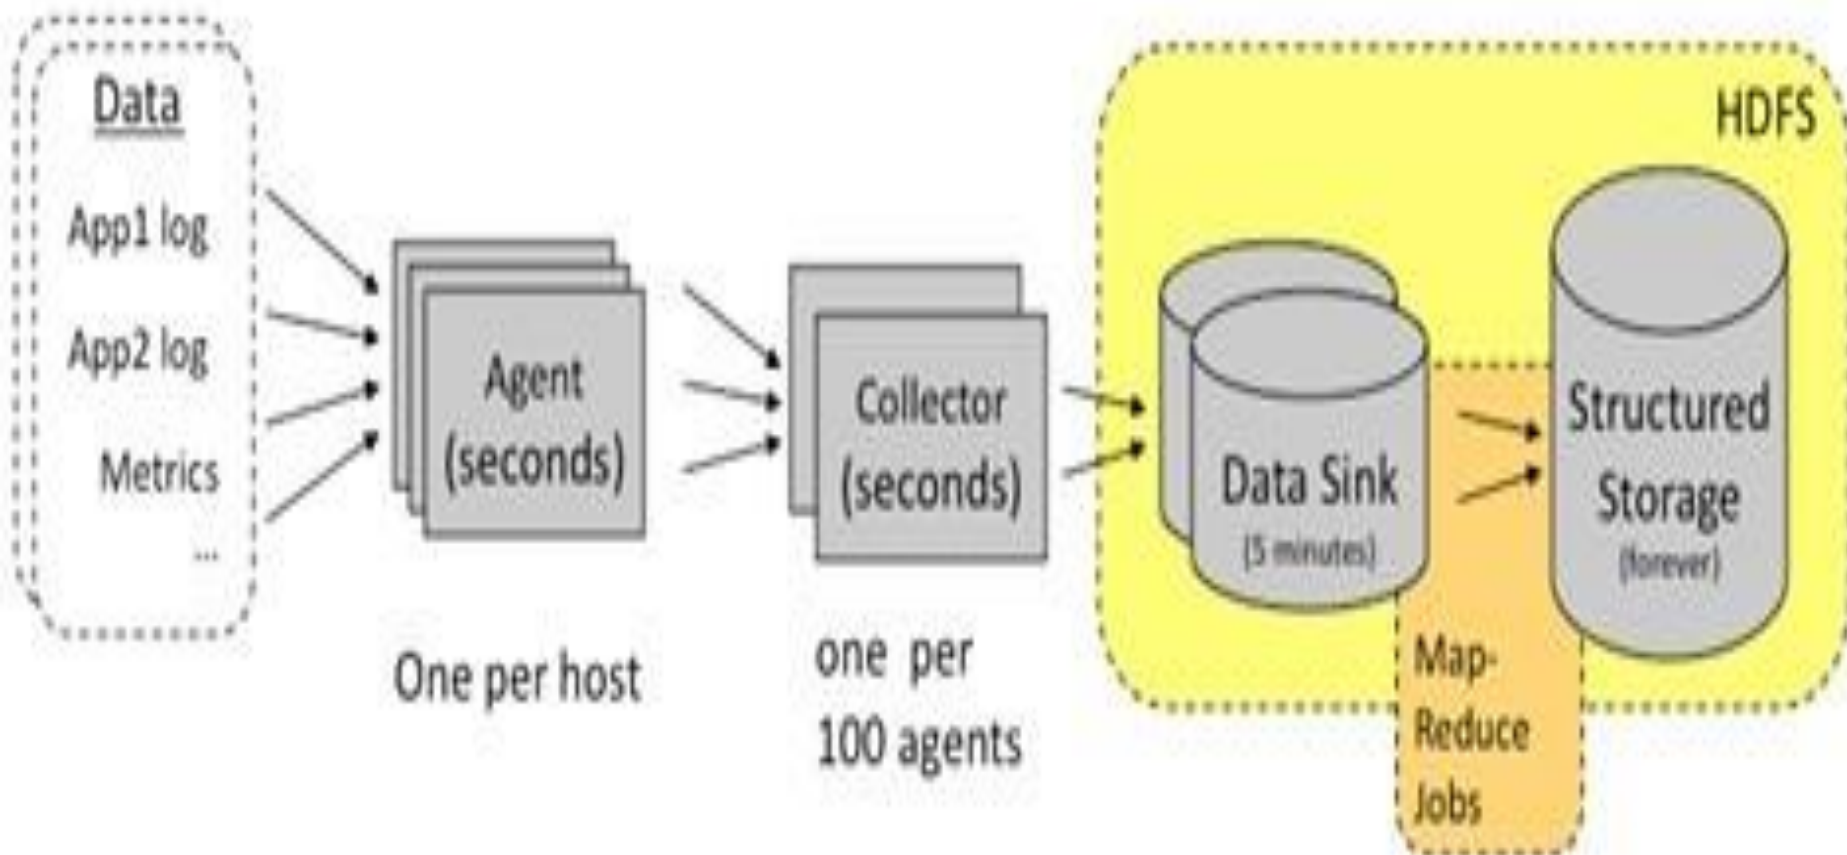 Data
App1 log
App2 log
Metrics
...
Agent
(seconds)
One per host
Collector
(seconds)
one per
100 agents
HDFS
Data Sink
(5 minutes)
Structured
Storage
(forever)
Map-
Reduce
Jobs